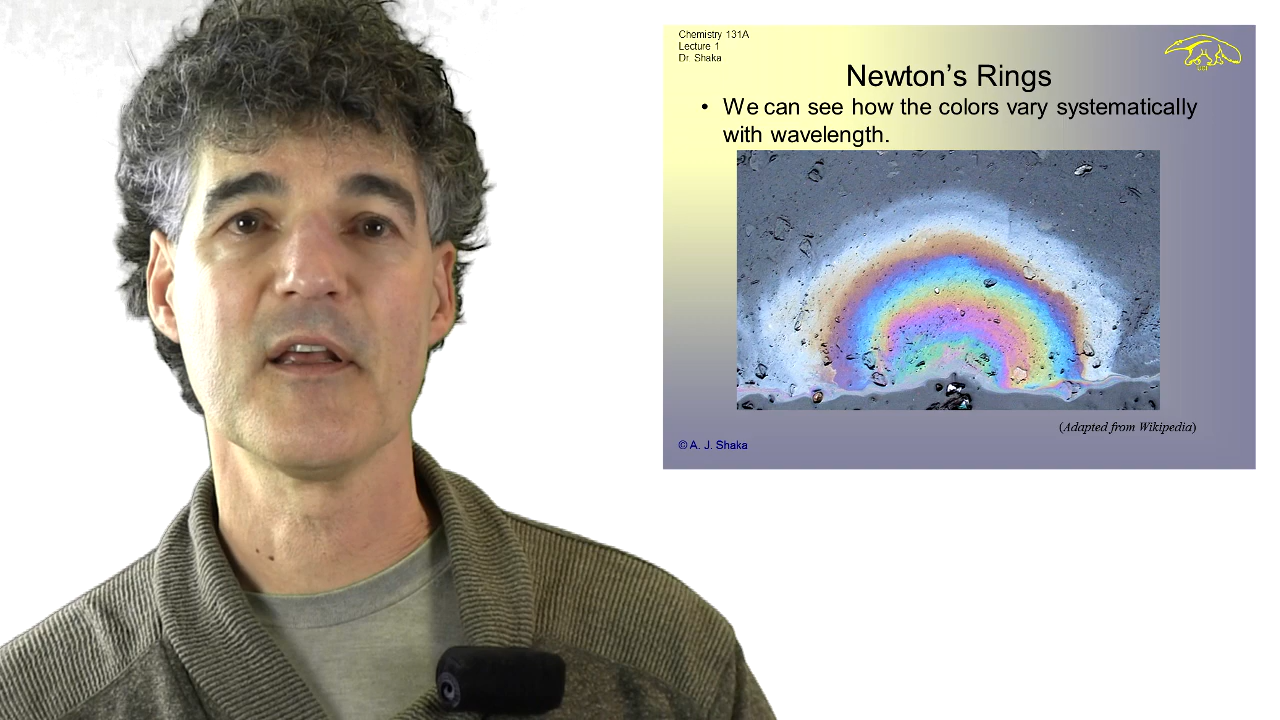 Chemistry 131A
Lecture 1
Dr. Shaka
Newton's Rings
• We can see how the colors vary systematically
with wavelength.
(Adapted from Wikipedia)
© A. J. Shaka